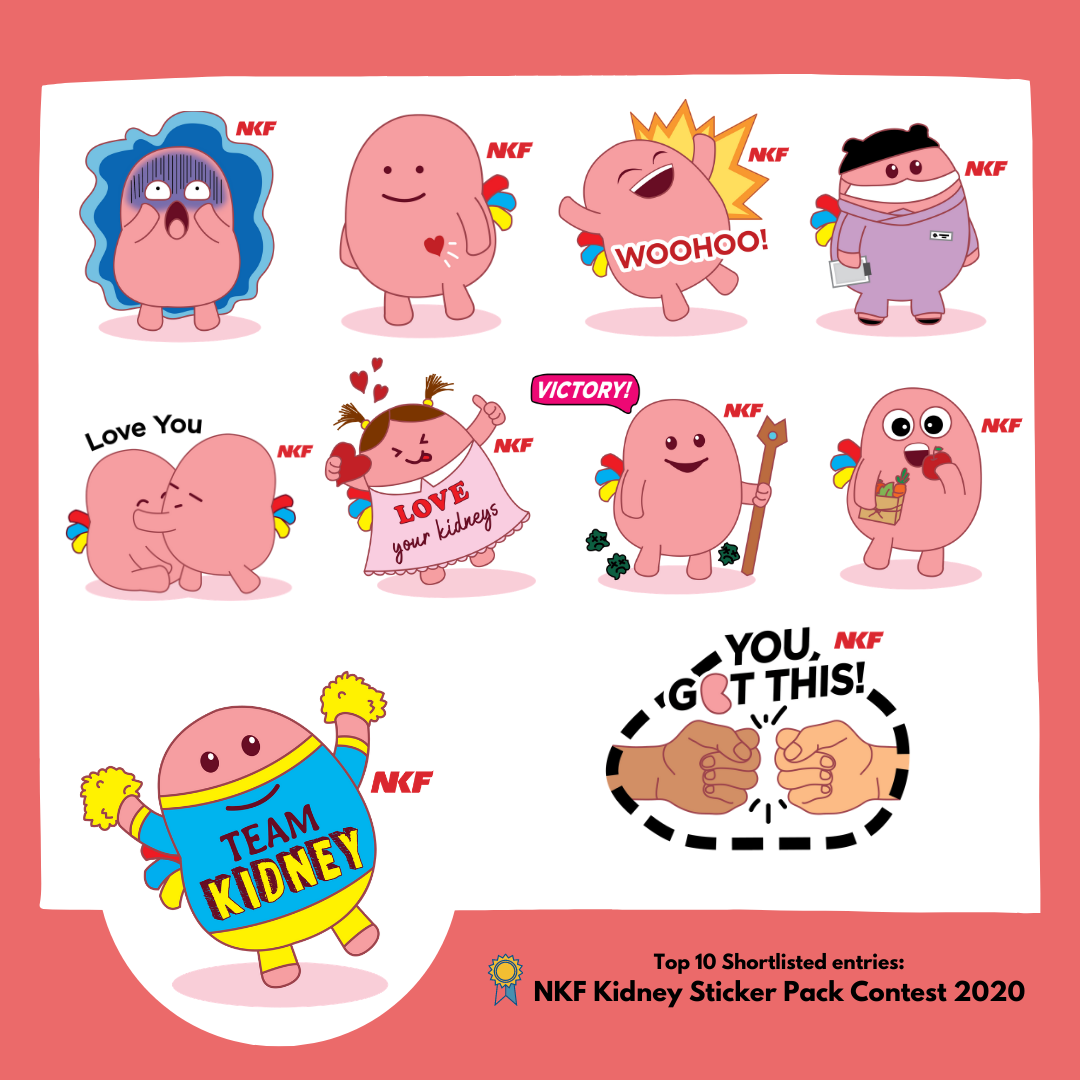 NKF
NKF
NKF
WOOHOO!
NKF
Love You
NKF
NKF
LOVE
your kidneys
VICTORY!
NKF
NKF
NKF
TEAM
KIDNEY
YOU,
NKF
GOT THIS!
Top 10 Shortlisted entries:
NKF Kidney Sticker Pack Contest 2020